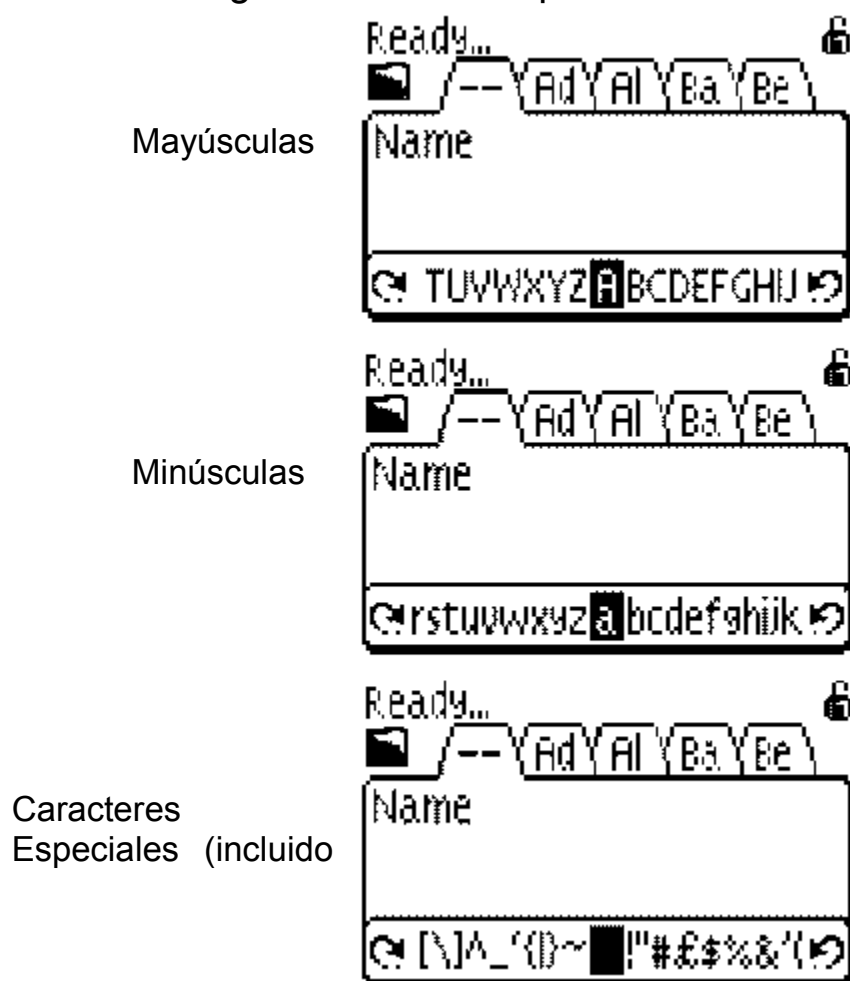 Ready...
-- Ad Al Ba Be
Mayúsculas
Name
TUVWXYZABCDEFGHIJ
Ready...
-- Ad Al Ba Be
Minúsculas
Name
rstuvwxyzabcdefghijk
Ready...
-- Ad Al Ba Be
Caracteres
Name
Especiales (incluido
[\]^_'{|}~ !"#£$%&'(